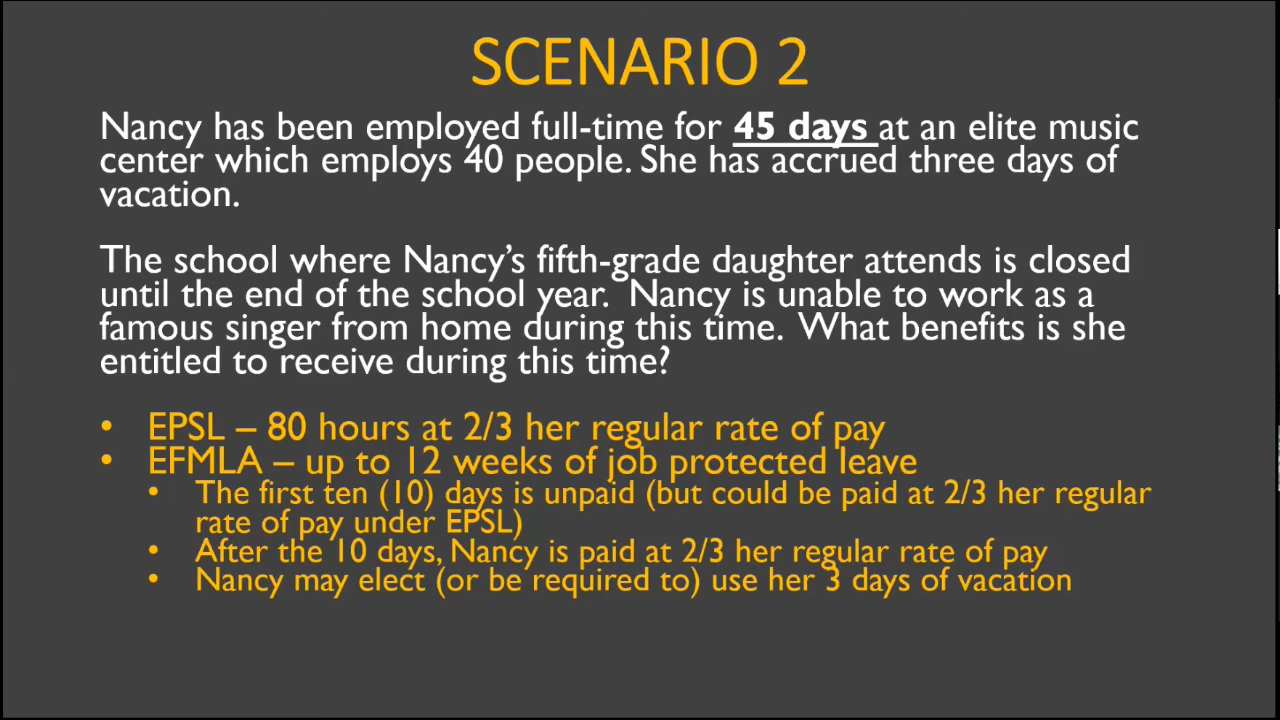 SCENARIO 2
Nancy has been employed full-time for 45 days at an elite music
center which employs 40 people. She has accrued three days of
vacation.
The school where Nancy’s fifth-grade daughter attends is closed
until the end of the school year.  Nancy is unable to work as a
famous singer from home during this time.  What benefits is she
entitled to receive during this time?
• EPSL – 80 hours at 2/3 her regular rate of pay
• EFMLA – up to 12 weeks of job protected leave
• The first ten (10) days is unpaid (but could be paid at 2/3 her regular
rate of pay under EPSL)
• After the 10 days, Nancy is paid at 2/3 her regular rate of pay
• Nancy may elect (or be required to) use her 3 days of vacation